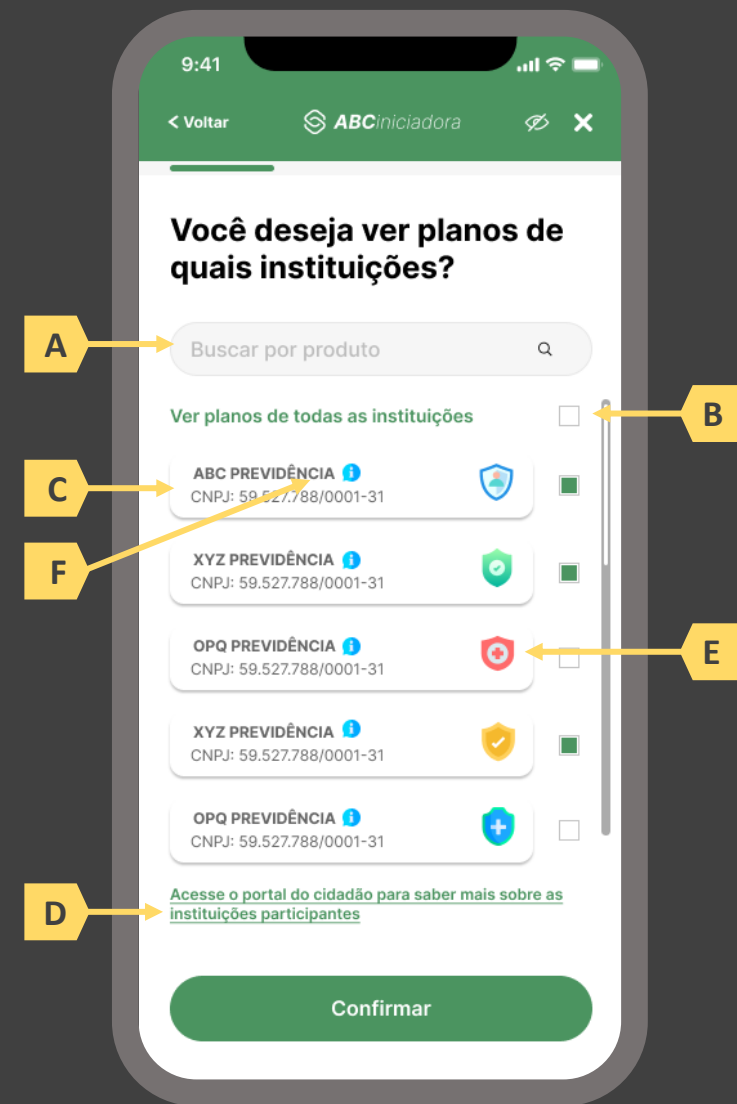 9:41
< Voltar
ABCiniciadora
Você deseja ver planos de
quais instituições?
A
Buscar por produto
Ver planos de todas as instituições
B
C
ABC PREVIDÊNCIA
CNPJ: 59.527.788/0001-31
F
XYZ PREVIDÊNCIA
CNPJ: 59.527.788/0001-31
OPQ PREVIDÊNCIA
CNPJ: 59.527.788/0001-31
E
XYZ PREVIDÊNCIA
CNPJ: 59.527.788/0001-31
OPQ PREVIDÊNCIA
CNPJ: 59.527.788/0001-31
D
Acesse o portal do cidadão para saber mais sobre as
instituições participantes
Confirmar